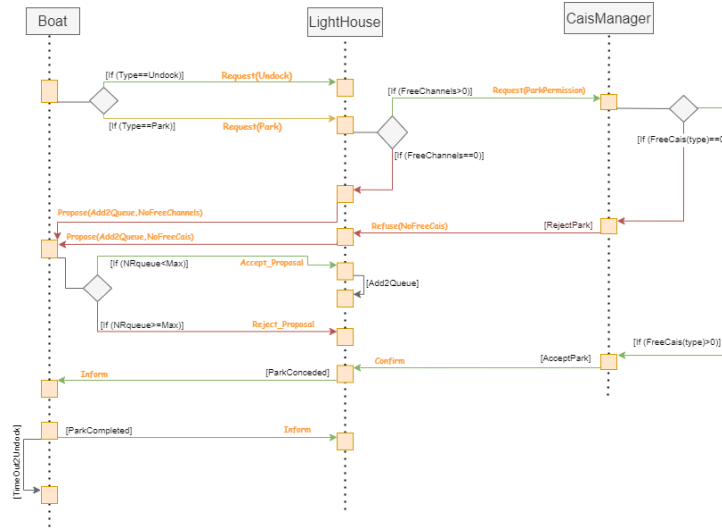 Boat
LightHouse
CaisManager
[If (Type==Undock)]
Request(Undock)
[If (FreeChannels>0)]
Request(ParkPermission)
[If (Type==Park)]
Request(Park)
[If (FreeCais(type)==0
[If (FreeChannels==0)]
Propose(Add2Queue,NoFreeChannels)
Refuse(NoFreeCais)
[RejectPark]
Propose(Add2Queue,NoFreeCais)
[If (NRqueue<Max)]
Accept_Proposal
[Add2Queue]
[If (NRqueue>=Max)]
Reject_Proposal
[If (FreeCais(type)>0)]
Confirm
[AcceptPark]
Inform
[ParkConceded]
[ParkCompleted]
Inform
[TimeOut2Undock]